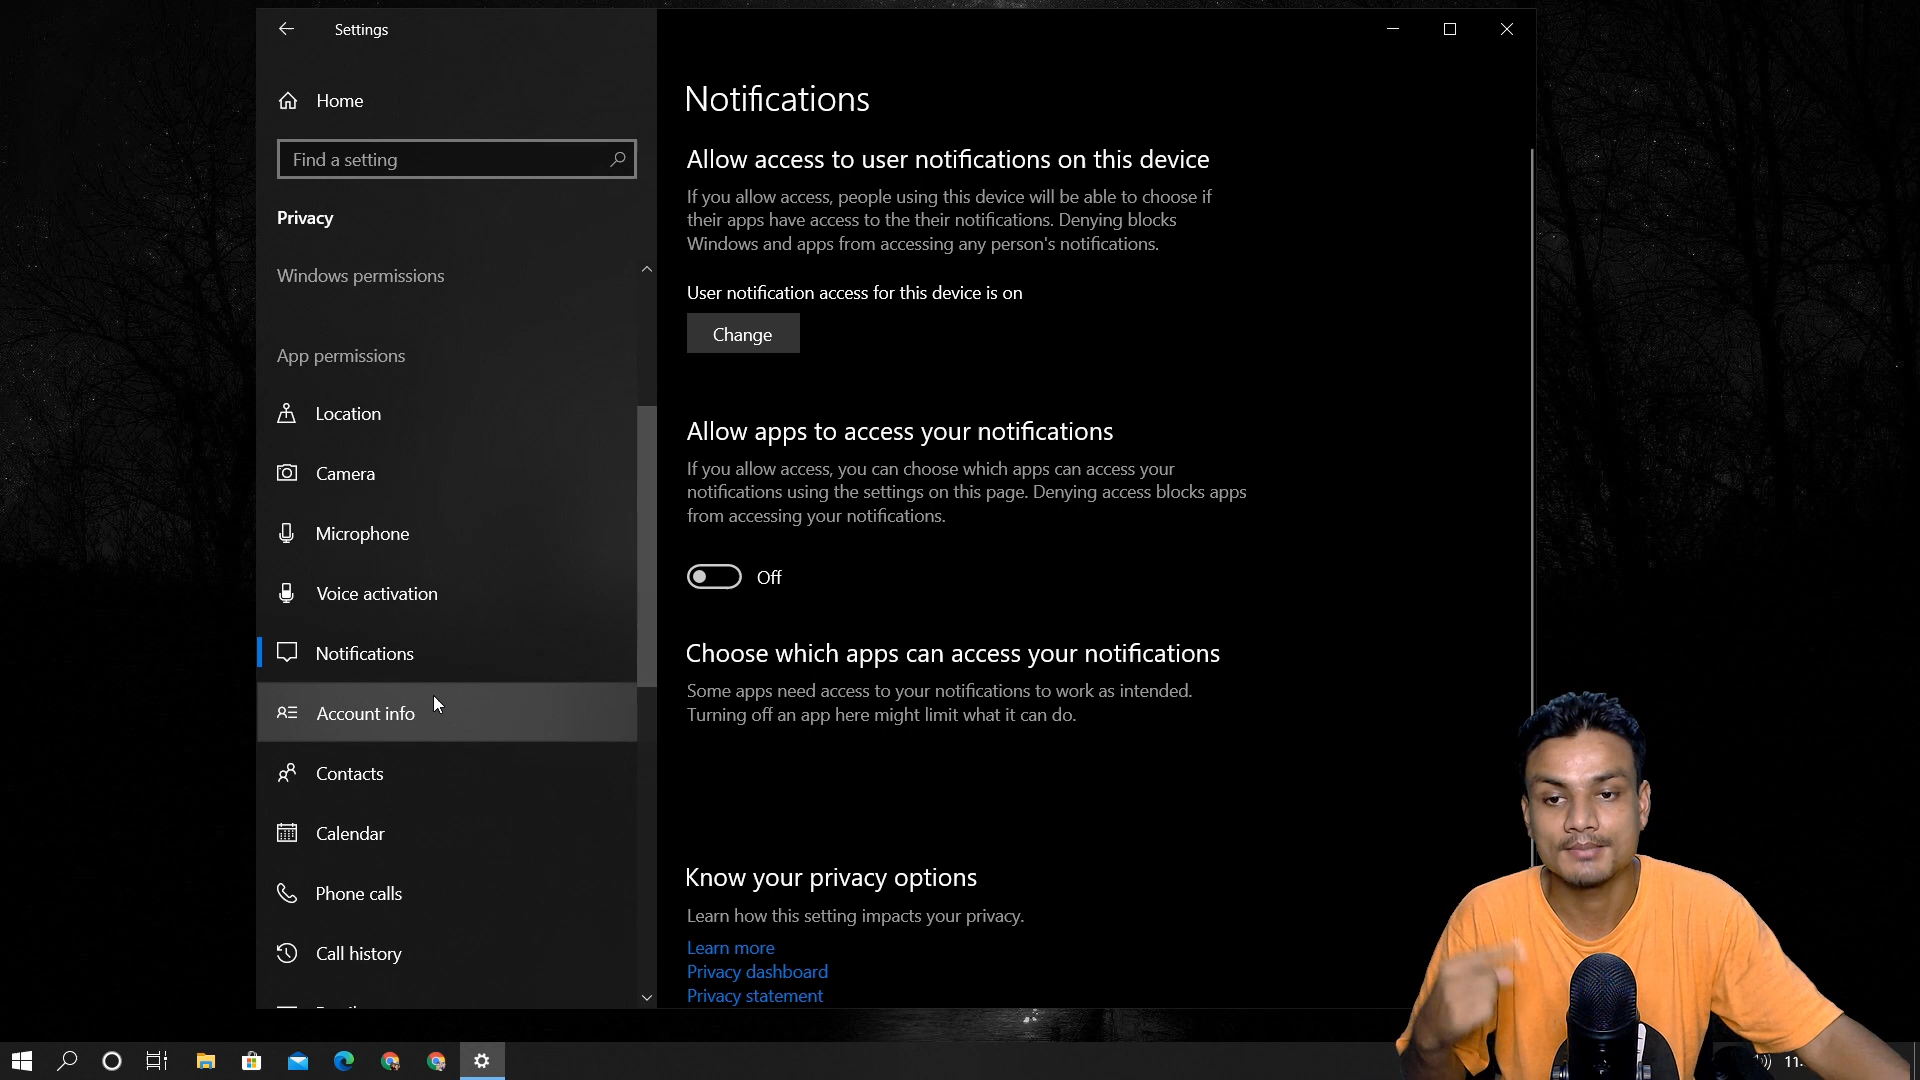 Settings
Home
Find a setting
Privacy
Windows permissions
App permissions
Location
Camera
Microphone
Voice activation
Notifications
Account info
Contacts
Calendar
Phone calls
Call history
Notifications
Allow access to user notifications on this device
If you allow access, people using this device will be able to choose if
their apps have access to the their notifications. Denying blocks
Windows and apps from accessing any person's notifications.
User notification access for this device is on
Change
Allow apps to access your notifications
If you allow access, you can choose which apps can access your
notifications using the settings on this page. Denying access blocks apps
from accessing your notifications.
Off
Choose which apps can access your notifications
Some apps need access to your notifications to work as intended.
Turning off an app here might limit what it can do.
Know your privacy options
Learn how this setting impacts your privacy.
Learn more
Privacy dashboard
Privacy statement